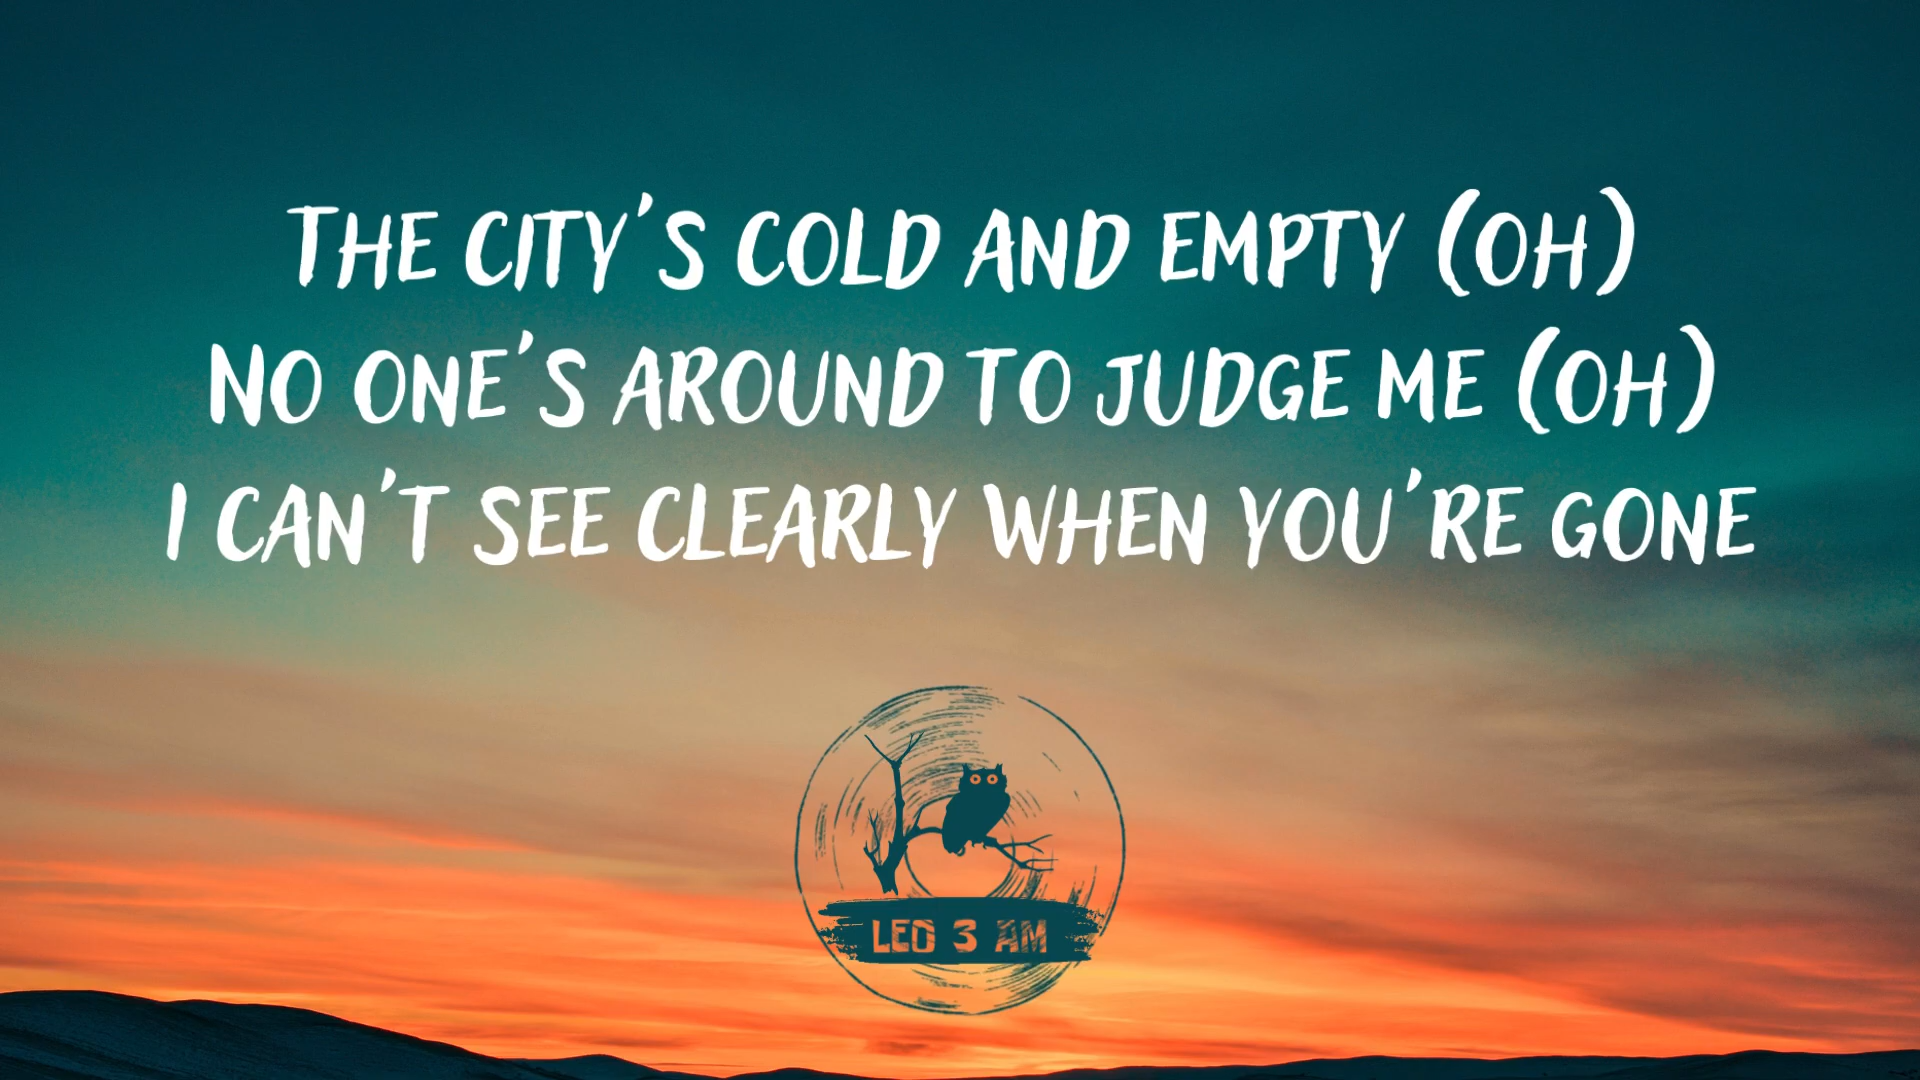 THE CITY'S COLD AND EMPTY (OH)
NO ONE'S AROUND TO JUDGE ME (OH)
I CAN'T SEE CLEARLY WHEN YOU'RE GONE
LEO 3 AM